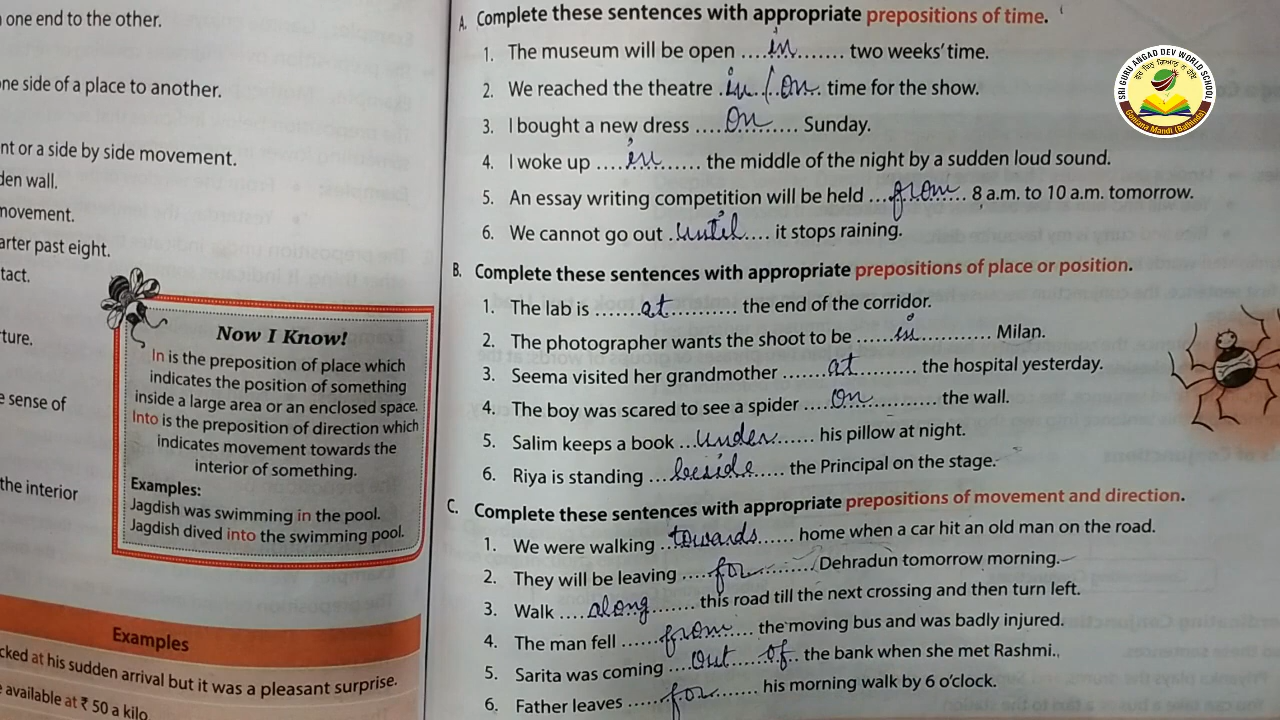 one end to the other.
one side of a place to another.
nt or a side by side movement.
den wall.
movement.
arter past eight.
tact.
ture.
e sense of
the interior
Now I Know!
In is the preposition of place which
indicates the position of something
inside a large area or an enclosed space.
Into is the preposition of direction which
indicates movement towards the
interior of something.
Examples:
Jagdish was swimming in the pool.
Jagdish dived into the swimming pool.
Examples
cked at his sudden arrival but it was a pleasant surprise.
available at ₹ 50 a kilo.
A. Complete these sentences with appropriate prepositions of time.
1. The museum will be open ....in........ two weeks' time.
2. We reached the theatre .in./.on.. time for the show.
3. I bought a new dress ....On........ Sunday.
4. I woke up ....in...... the middle of the night by a sudden loud sound.
5. An essay writing competition will be held ...from... 8 a.m. to 10 a.m. tomorrow.
6. We cannot go out ..until.... it stops raining.
B. Complete these sentences with appropriate prepositions of place or position.
1. The lab is .......at.......... the end of the corridor.
2. The photographer wants the shoot to be ......in............ Milan.
3. Seema visited her grandmother .......at.......... the hospital yesterday.
4. The boy was scared to see a spider ....on............ the wall.
5. Salim keeps a book ...under...... his pillow at night.
6. Riya is standing ...beside..... the Principal on the stage.
C. Complete these sentences with appropriate prepositions of movement and direction.
1. We were walking ..towards...... home when a car hit an old man on the road.
2. They will be leaving ....for.......... Dehradun tomorrow morning.
3. Walk ....along....... this road till the next crossing and then turn left.
4. The man fell ......from.... the moving bus and was badly injured.
5. Sarita was coming ....out.....of.. the bank when she met Rashmi.
6. Father leaves ......for........ his morning walk by 6 o'clock.
SRI GURU ANGAD DEV WORLD SCHOOL
Goniana Mandi (Bathinda)